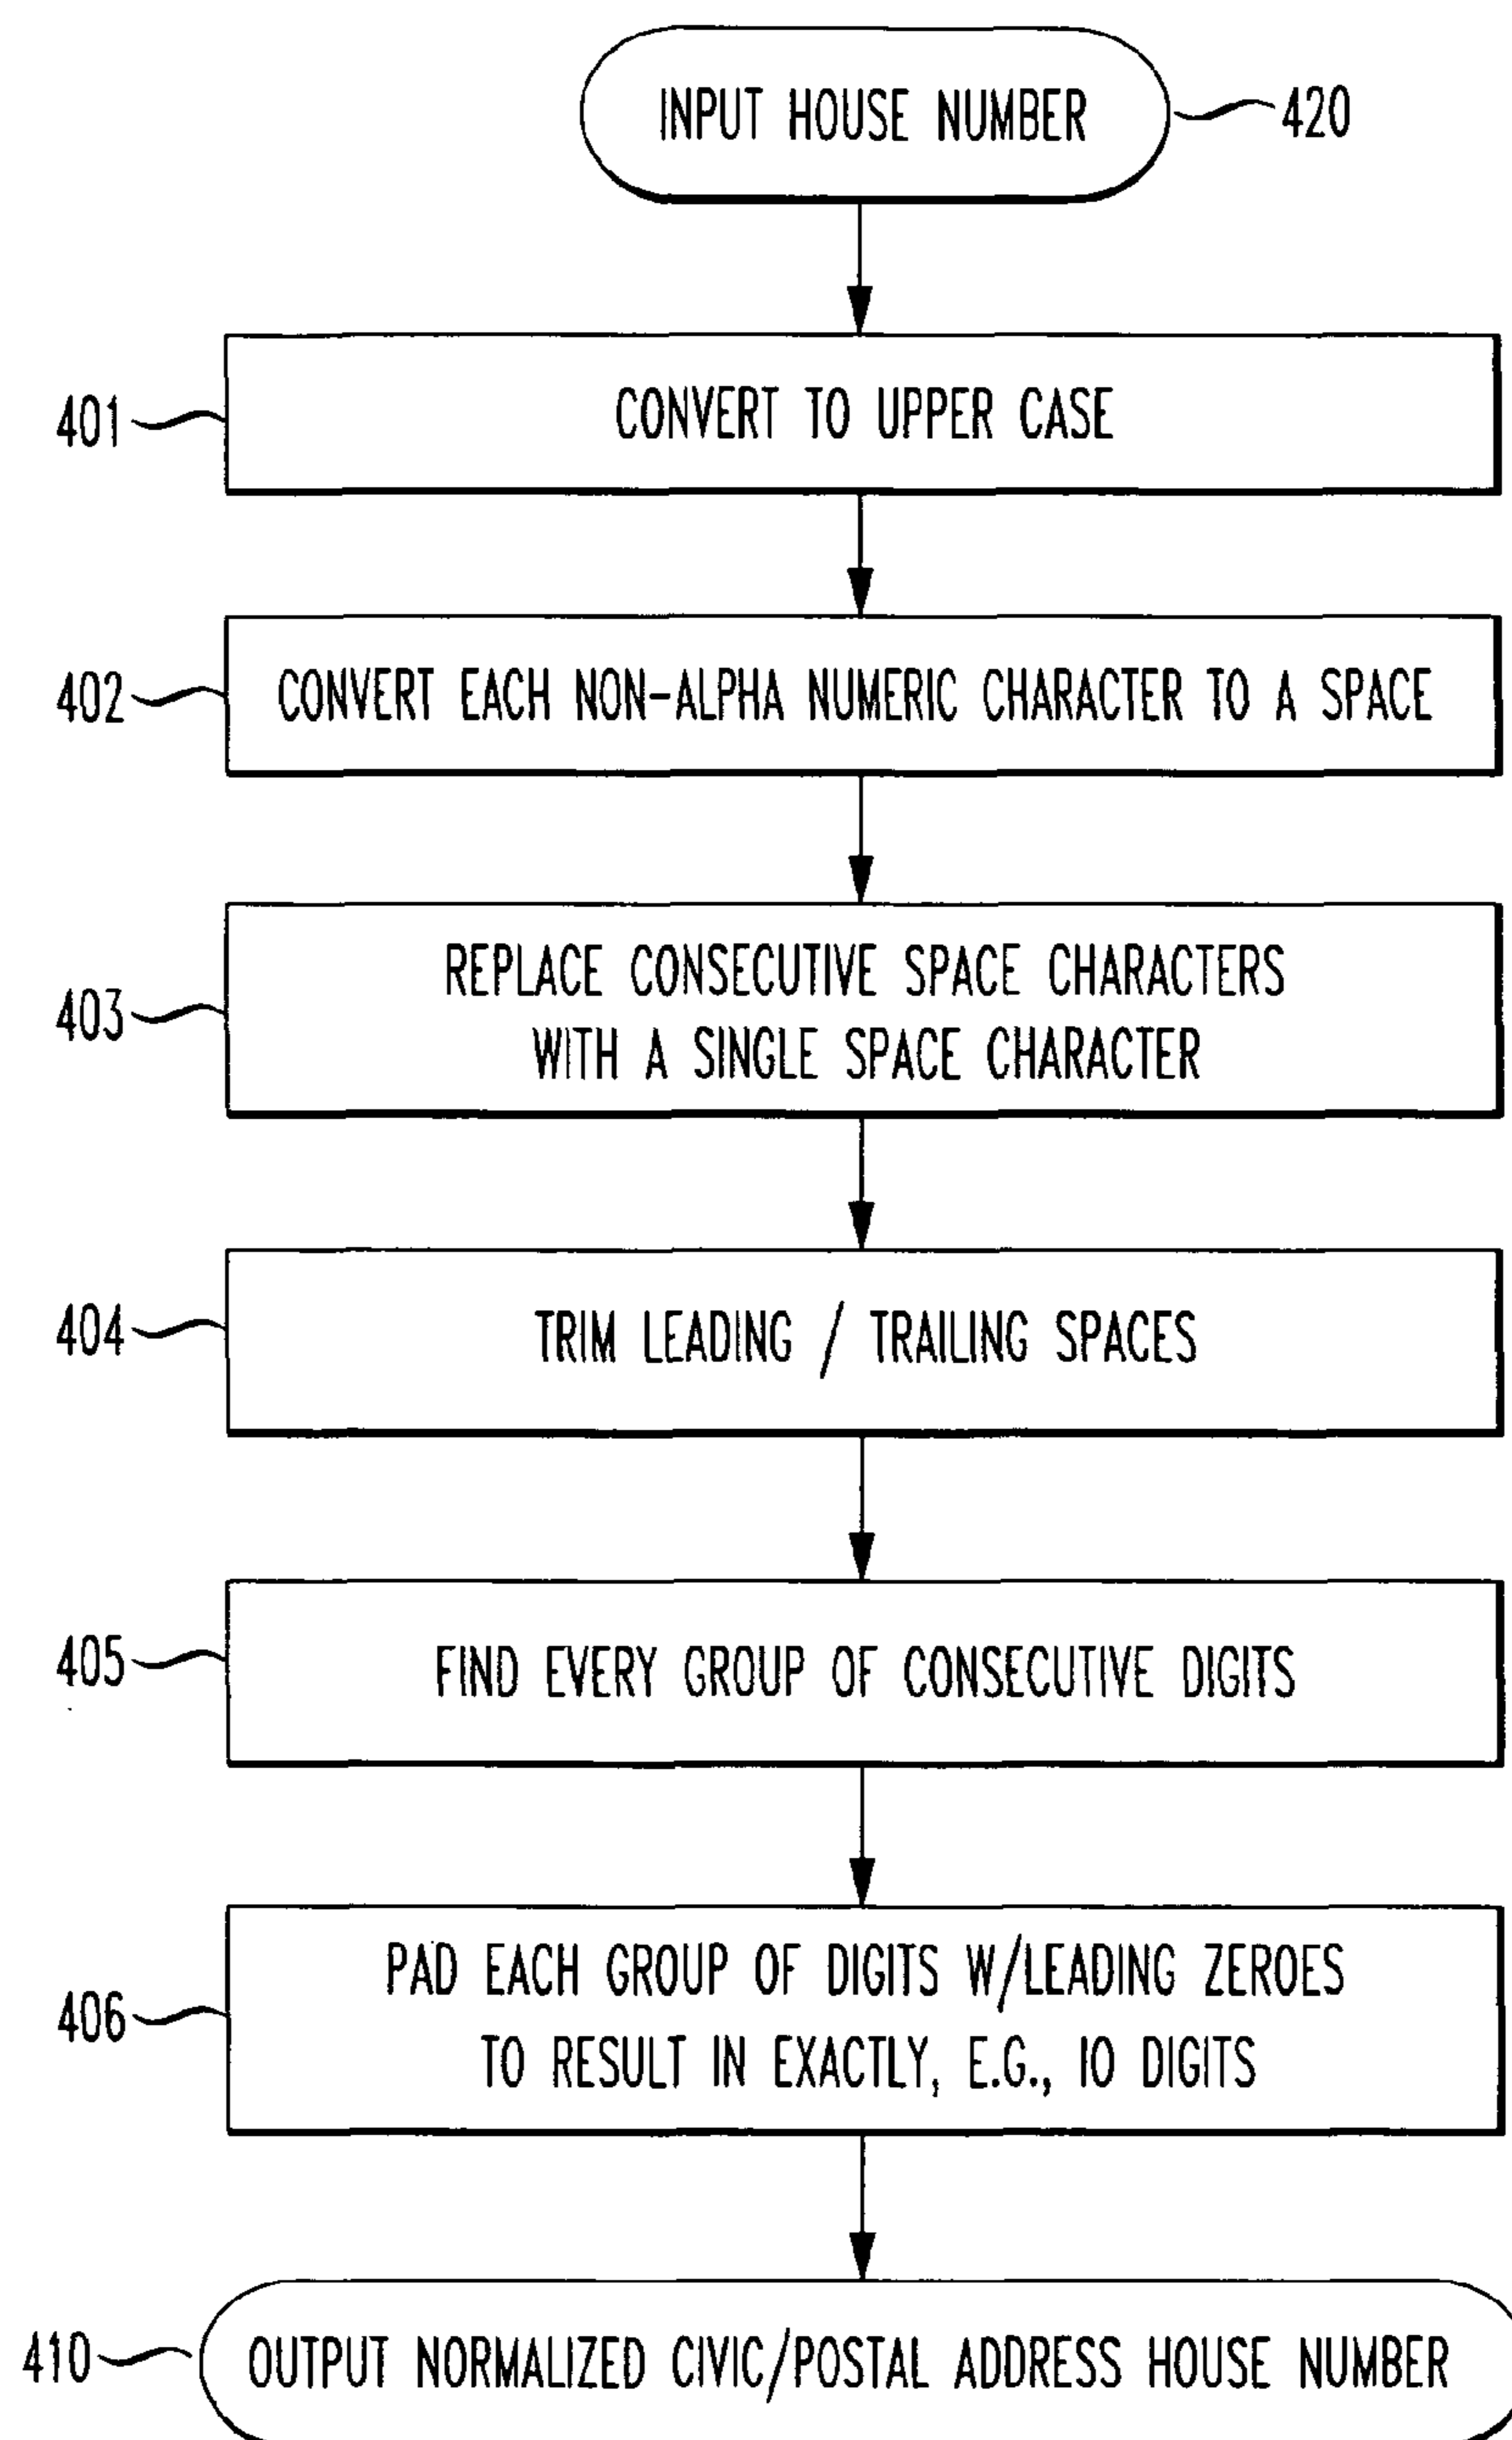 INPUT HOUSE NUMBER
420
401
CONVERT TO UPPER CASE
402
CONVERT EACH NON-ALPHA NUMERIC CHARACTER TO A SPACE
403
REPLACE CONSECUTIVE SPACE CHARACTERS
WITH A SINGLE SPACE CHARACTER
404
TRIM LEADING / TRAILING SPACES
405
FIND EVERY GROUP OF CONSECUTIVE DIGITS
406
PAD EACH GROUP OF DIGITS W/LEADING ZEROES
TO RESULT IN EXACTLY, E.G., 10 DIGITS
410
OUTPUT NORMALIZED CIVIC/POSTAL ADDRESS HOUSE NUMBER